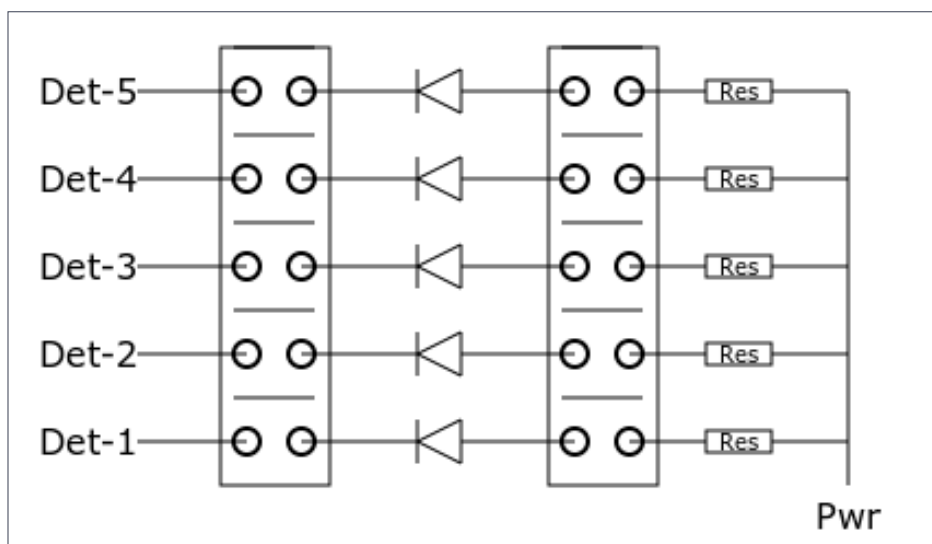 Det-5 Res
Det-4 Res
Det-3 Res
Det-2 Res
Det-1 Res
Pwr